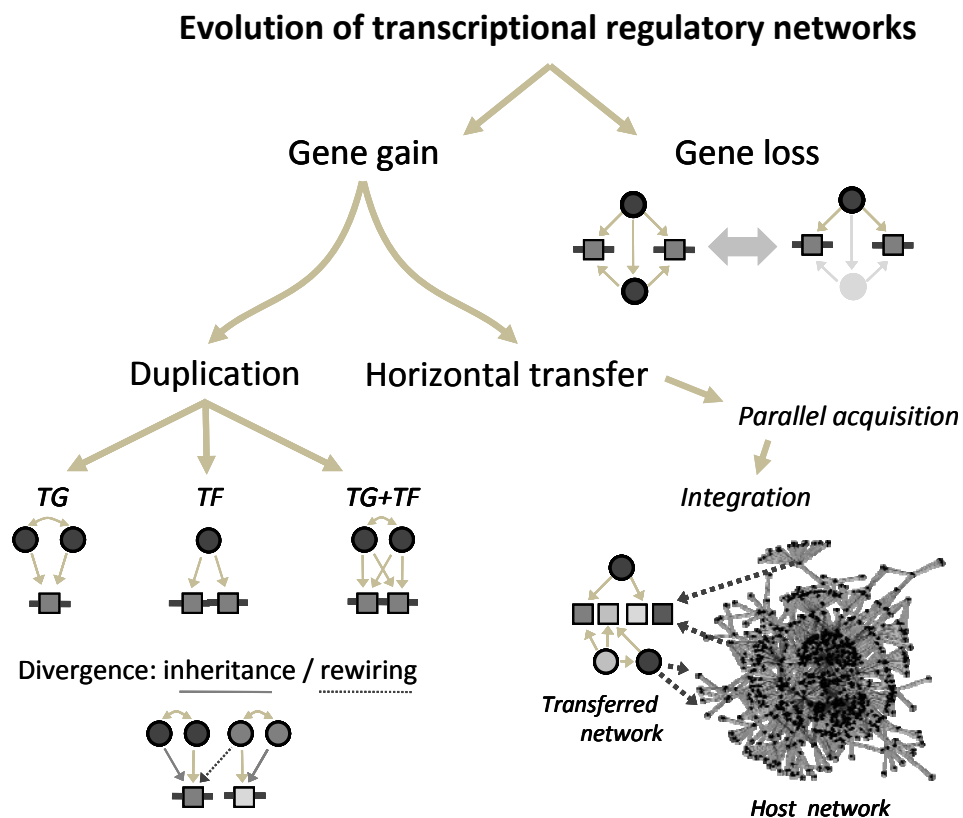 Evolution of transcriptional regulatory networks
Gene gain
Gene loss
Duplication
Horizontal transfer
Parallel acquisition
TG
TF
TG+TF
Integration
Divergence: inheritance / rewiring
Transferred
network
Host network